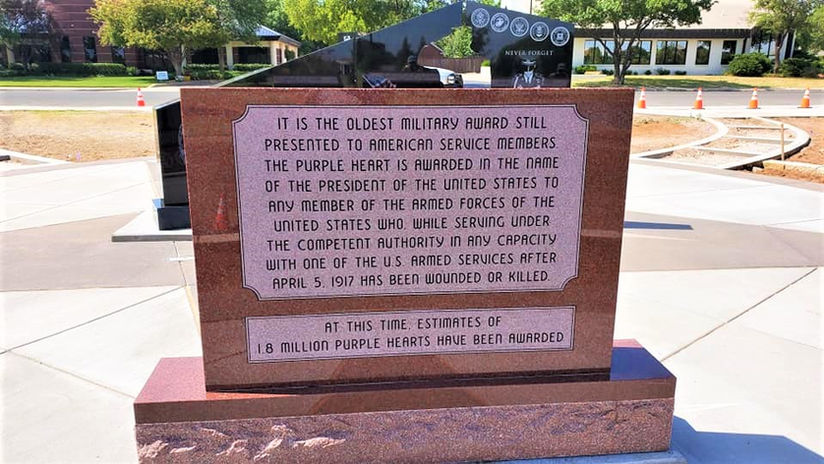 NEVER FORGET
IT IS THE OLDEST MILITARY AWARD STILL
PRESENTED TO AMERICAN SERVICE MEMBERS.
THE PURPLE HEART IS AWARDED IN THE NAME
OF THE PRESIDENT OF THE UNITED STATES TO
ANY MEMBER OF THE ARMED FORCES OF THE
UNITED STATES WHO, WHILE SERVING UNDER
THE COMPETENT AUTHORITY IN ANY CAPACITY
WITH ONE OF THE U.S. ARMED SERVICES AFTER
APRIL 5, 1917 HAS BEEN WOUNDED OR KILLED.
AT THIS TIME, ESTIMATES OF
1.8 MILLION PURPLE HEARTS HAVE BEEN AWARDED